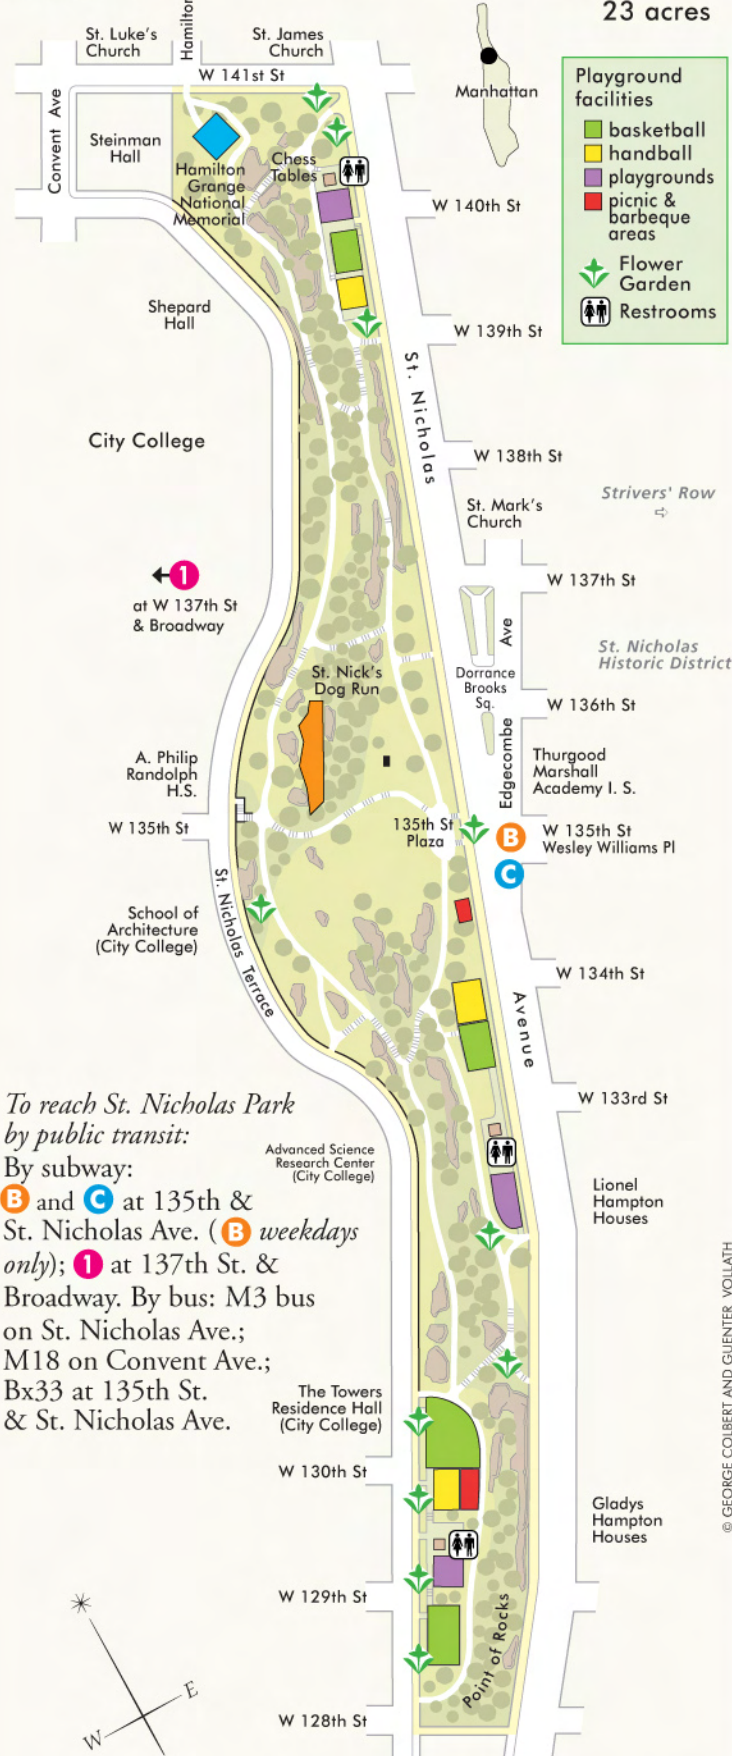 23 acres
St. Luke's
Church
Hamilton
St. James
Church
W 141st St
Manhattan
Playground
facilities
basketball
handball
playgrounds
picnic &
barbeque
areas
Flower
Garden
Restrooms
Convent Ave
Steinman
Hall
Hamilton
Grange
National
Memorial
Chess
Tables
W 140th St
Shepard
Hall
W 139th St
St. Nicholas
City College
W 138th St
Strivers' Row
St. Mark's
Church
1
at W 137th St
& Broadway
W 137th St
Ave
St. Nicholas
Historic District
St. Nick's
Dog Run
Dorrance
Brooks
Sq.
W 136th St
Edgecombe
A. Philip
Randolph
H.S.
Thurgood
Marshall
Academy I. S.
W 135th St
135th St
Plaza
B
W 135th St
Wesley Williams Pl
C
St. Nicholas Terrace
School of
Architecture
(City College)
W 134th St
Avenue
W 133rd St
To reach St. Nicholas Park
by public transit:
By subway:
B and C at 135th &
St. Nicholas Ave. ( B weekdays
only); 1 at 137th St. &
Broadway. By bus: M3 bus
on St. Nicholas Ave.;
M18 on Convent Ave.;
Bx33 at 135th St.
& St. Nicholas Ave.
Advanced Science
Research Center
(City College)
Lionel
Hampton
Houses
The Towers
Residence Hall
(City College)
W 130th St
Gladys
Hampton
Houses
W 129th St
Point of Rocks
W 128th St
E
W
© GEORGE COLBERT AND GUENTER VOLLATH